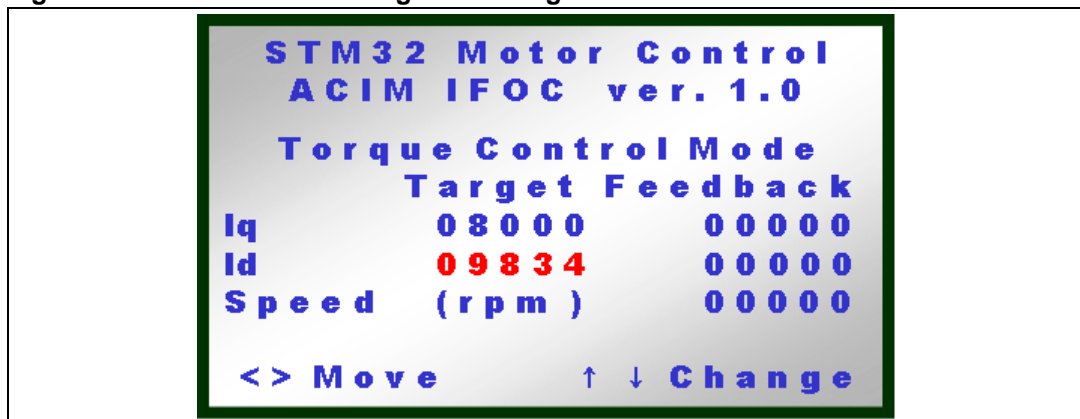 STM32 Motor Control
ACIM IFOC ver. 1.0
Torque Control Mode
Target Feedback
Iq 08000 00000
Id 09834 00000
Speed (rpm) 00000
<> Move ↑ ↓ Change